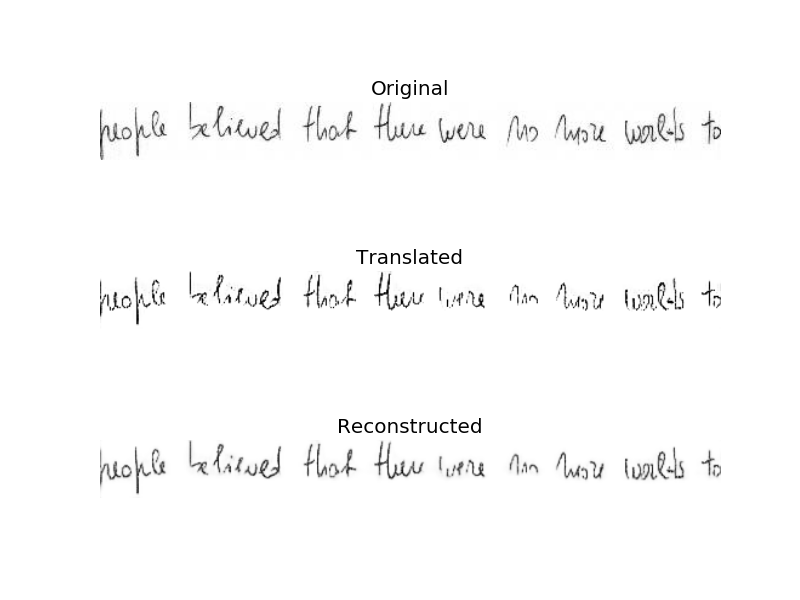 Original
people believed that there were no more worlds to
Translated
people believed that there were no more worlds to
Reconstructed
people believed that there were no more worlds to